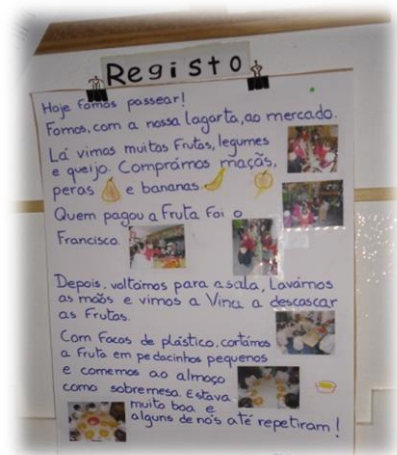 Registo
Hoje fomos passear!
Fomos, com a nossa lagarta, ao mercado.
Lá vimos muitas frutas, legumes
e queijo. Comprámos maçãs,
peras e bananas
Quem pagou a fruta foi o
Francisco.
Depois, voltámos para a sala, Lavámos
as mãos e vimos a Vina a descascar
as frutas.
Com facas de plástico, cortámos
a fruta em pedacinhos pequenos
e comemos ao almoço
como sobremesa. Estava
muito boa e
alguns de nós até repetiram!